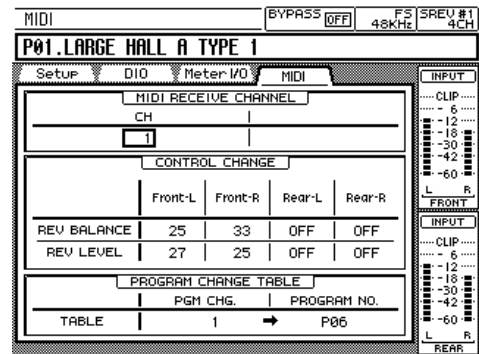 MIDI BYPASS OFF FS 48KHz SREV #1 4CH
P01.LARGE HALL A TYPE 1
Setup DIO Meter I/O MIDI
MIDI RECEIVE CHANNEL
CH
1
CONTROL CHANGE
Front-L Front-R Rear-L Rear-R
REV BALANCE 25 33 OFF OFF
REV LEVEL 27 25 OFF OFF
PROGRAM CHANGE TABLE
PGM CHG. PROGRAM NO.
TABLE 1 → P06
INPUT
CLIP
6
-12
-18
-30
-42
-60
L R
FRONT
INPUT
CLIP
6
-12
-18
-30
-42
-60
L R
REAR